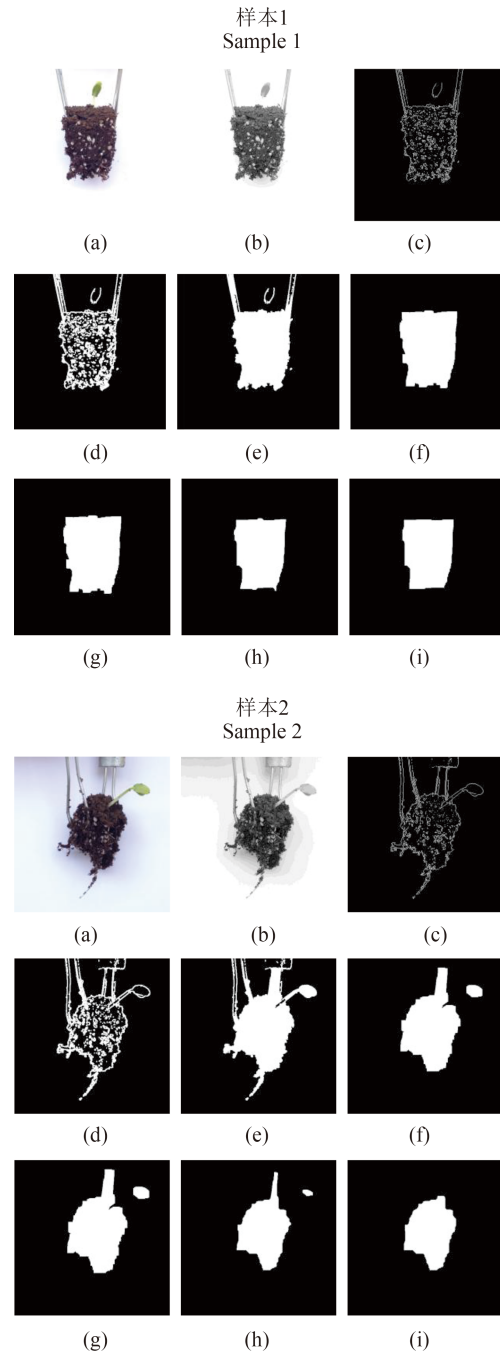 样本1
Sample 1
(a) (b) (c)
(d) (e) (f)
(g) (h) (i)
样本2
Sample 2
(a) (b) (c)
(d) (e) (f)
(g) (h) (i)